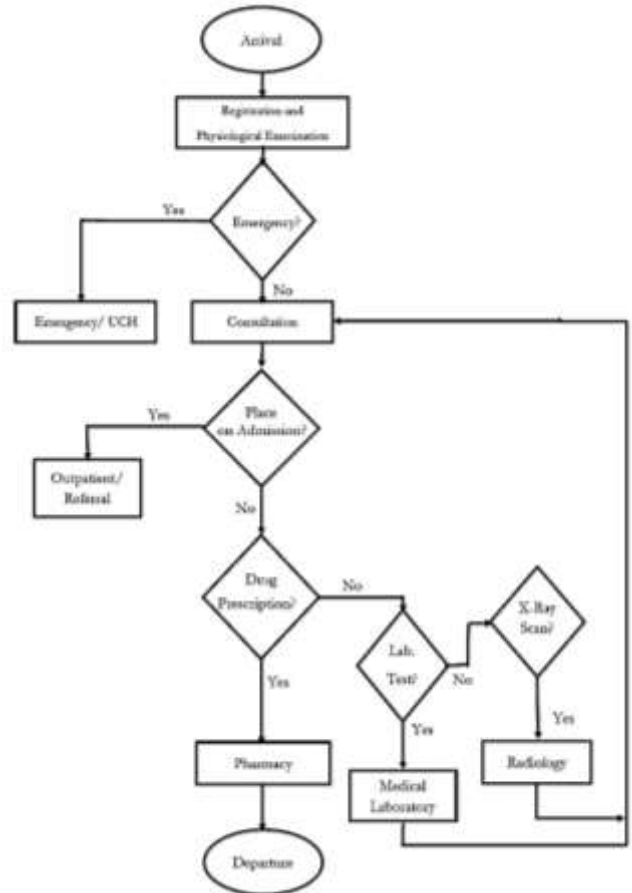 Arrival
Registration and
Physiological Examination
Emergency?
Yes
No
Emergency/ UCH
Consultation
Place
on Admission?
Yes
No
Outpatient/
Referral
Drug
Prescription?
No
Yes
Lab.
Test?
No
Yes
X-Ray
Scan?
Yes
Pharmacy
Medical
Laboratory
Radiology
Departure